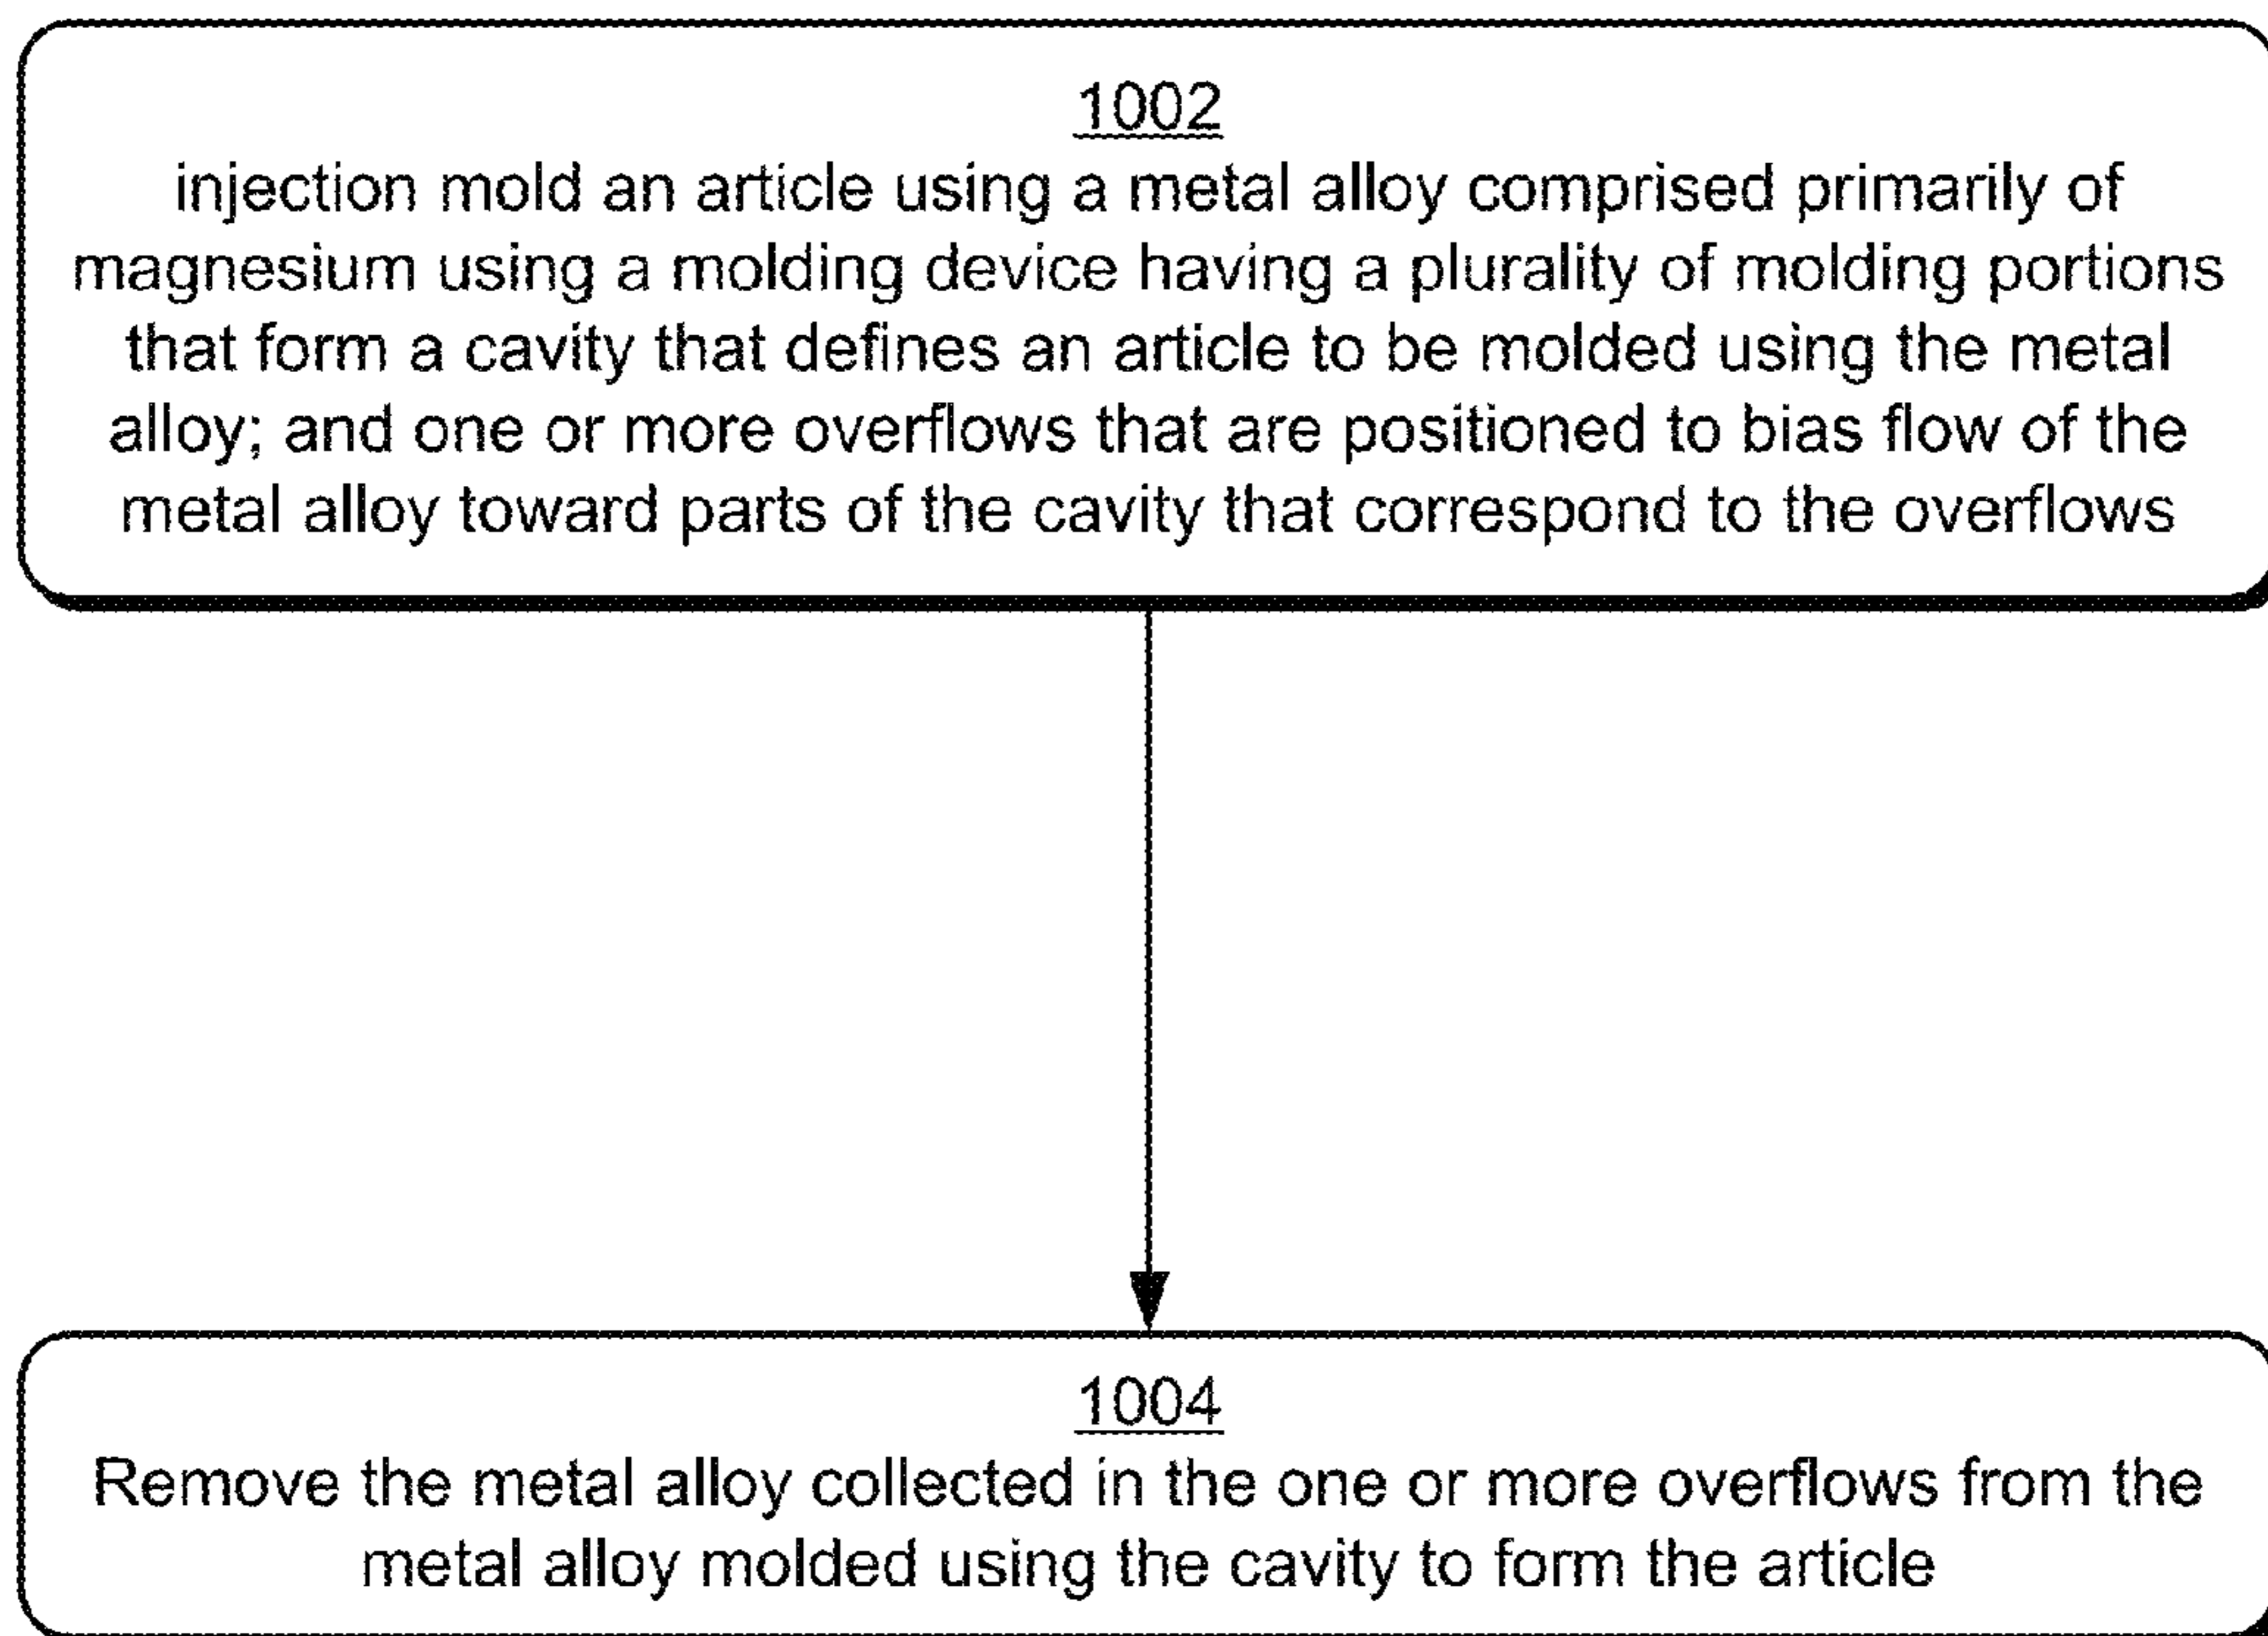 1002
injection mold an article using a metal alloy comprised primarily of
magnesium using a molding device having a plurality of molding portions
that form a cavity that defines an article to be molded using the metal
alloy; and one or more overflows that are positioned to bias flow of the
metal alloy toward parts of the cavity that correspond to the overflows
1004
Remove the metal alloy collected in the one or more overflows from the
metal alloy molded using the cavity to form the article